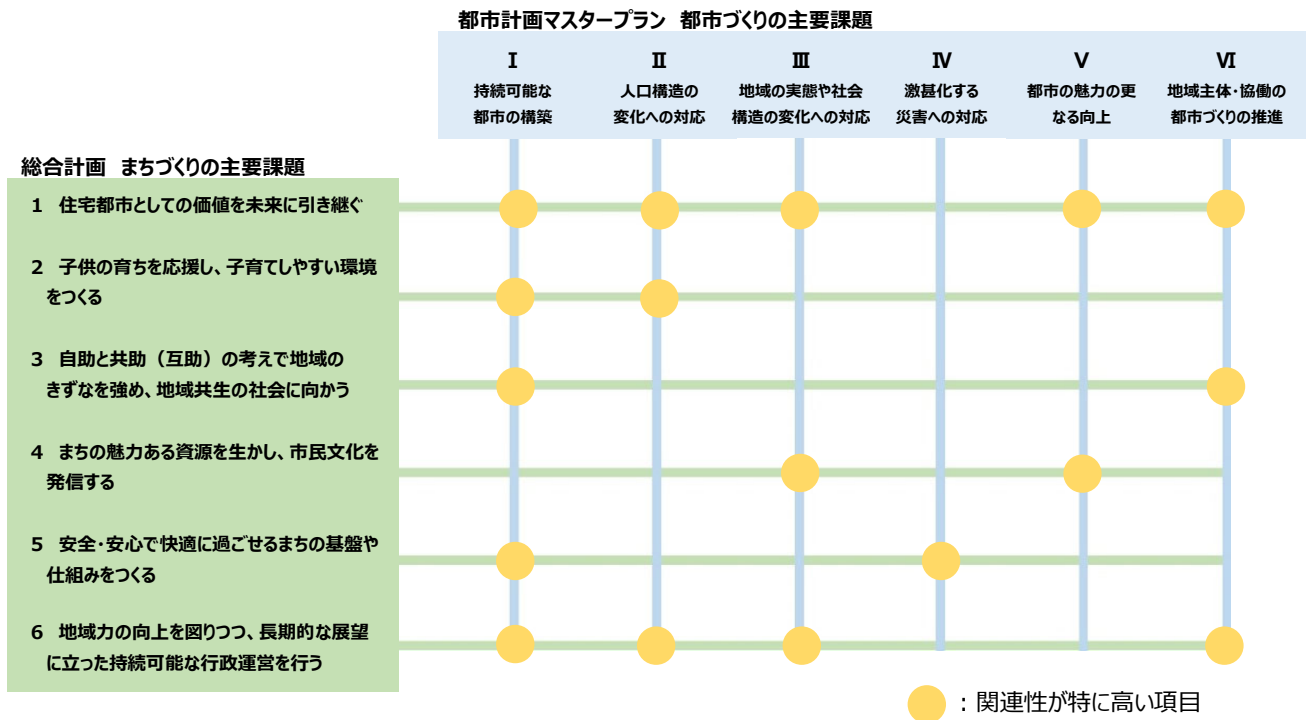 都市計画マスタープラン 都市づくりの主要課題
Ⅰ
持続可能な
都市の構築
Ⅱ
人口構造の
変化への対応
Ⅲ
地域の実態や社会
構造の変化への対応
Ⅳ
激甚化する
災害への対応
Ⅴ
都市の魅力の更
なる向上
Ⅵ
地域主体・協働の
都市づくりの推進
総合計画 まちづくりの主要課題
1 住宅都市としての価値を未来に引き継ぐ
2 子供の育ちを応援し、子育てしやすい環境
をつくる
3 自助と共助（互助）の考えで地域の
きずなを強め、地域共生の社会に向かう
4 まちの魅力ある資源を生かし、市民文化を
発信する
5 安全・安心で快適に過ごせるまちの基盤や
仕組みをつくる
6 地域力の向上を図りつつ、長期的な展望
に立った持続可能な行政運営を行う
：関連性が特に高い項目